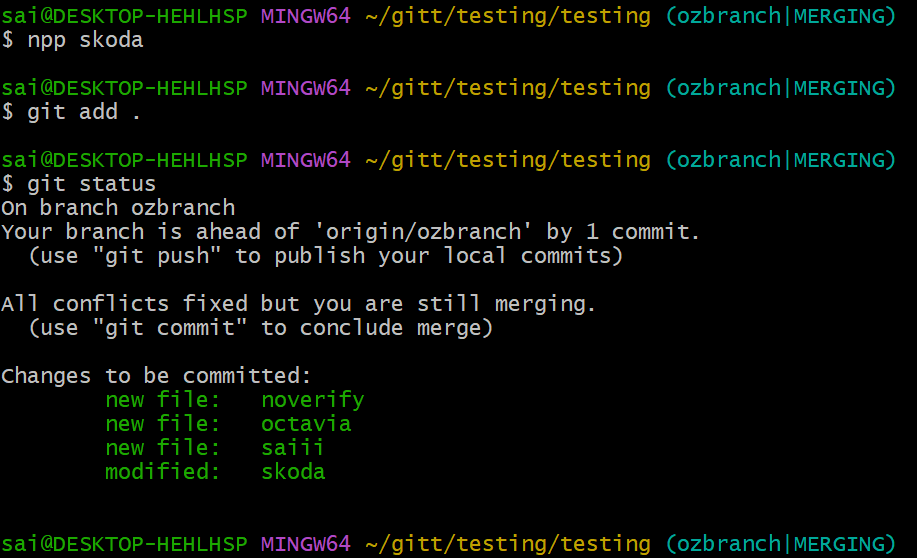 sai@DESKTOP-HEHLHSP MINGW64 ~/gitt/testing/testing (ozbranch|MERGING)
$ npp skoda
sai@DESKTOP-HEHLHSP MINGW64 ~/gitt/testing/testing (ozbranch|MERGING)
$ git add .
sai@DESKTOP-HEHLHSP MINGW64 ~/gitt/testing/testing (ozbranch|MERGING)
$ git status
On branch ozbranch
Your branch is ahead of 'origin/ozbranch' by 1 commit.
  (use "git push" to publish your local commits)
All conflicts fixed but you are still merging.
  (use "git commit" to conclude merge)
Changes to be committed:
        new file:   noverify
        new file:   octavia
        new file:   saiii
        modified:   skoda
sai@DESKTOP-HEHLHSP MINGW64 ~/gitt/testing/testing (ozbranch|MERGING)